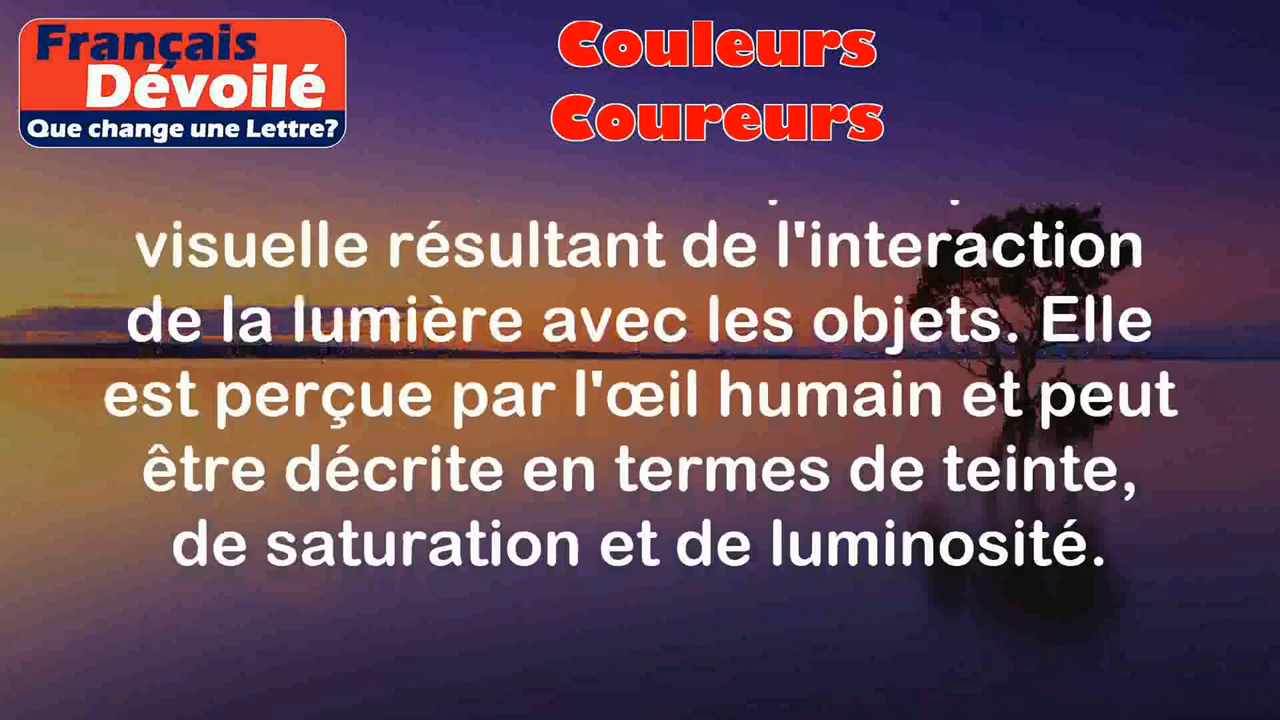 Français
Dévoilé
Que change une Lettre?
Couleurs
Coureurs
visuelle résultant de l'interaction
de la lumière avec les objets. Elle
est perçue par l'œil humain et peut
être décrite en termes de teinte,
de saturation et de luminosité.